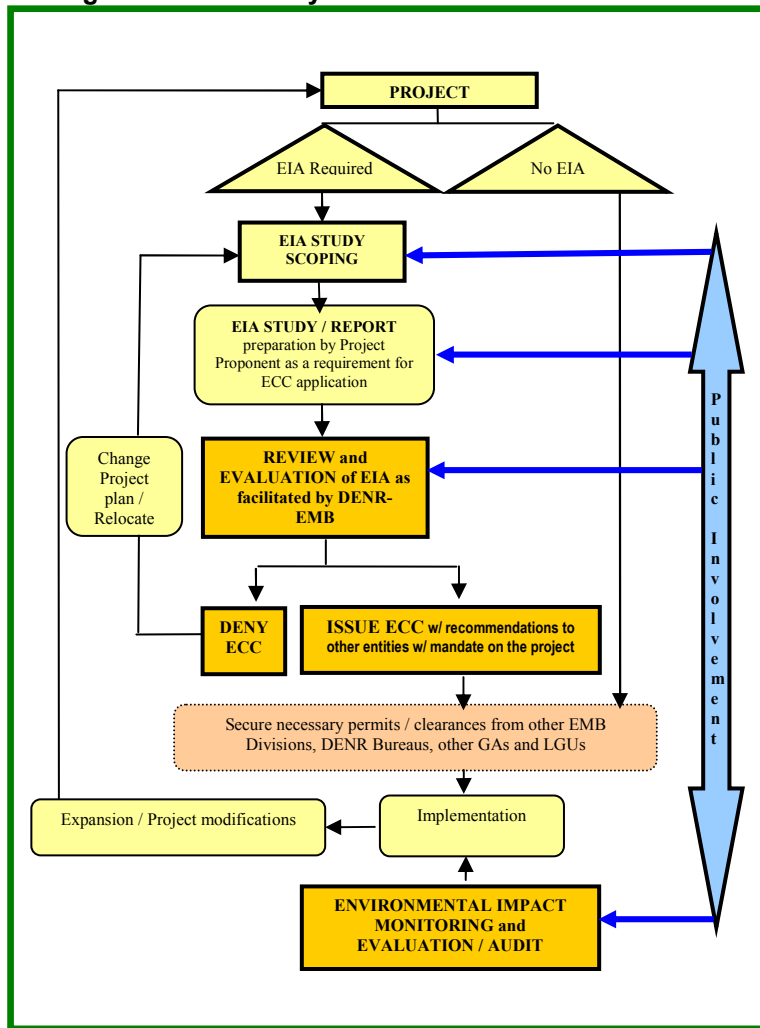 PROJECT
EIA Required
No EIA
EIA STUDY
SCOPING
EIA STUDY / REPORT
preparation by Project
Proponent as a requirement for
ECC application
Change
Project
plan /
Relocate
REVIEW and
EVALUATION of EIA as
facilitated by DENR-
EMB
DENY
ECC
ISSUE ECC w/ recommendations to
other entities w/ mandate on the project
Secure necessary permits / clearances from other EMB
Divisions, DENR Bureaus, other GAs and LGUs
Expansion / Project modifications
Implementation
ENVIRONMENTAL IMPACT
MONITORING and
EVALUATION / AUDIT
Public Involvement